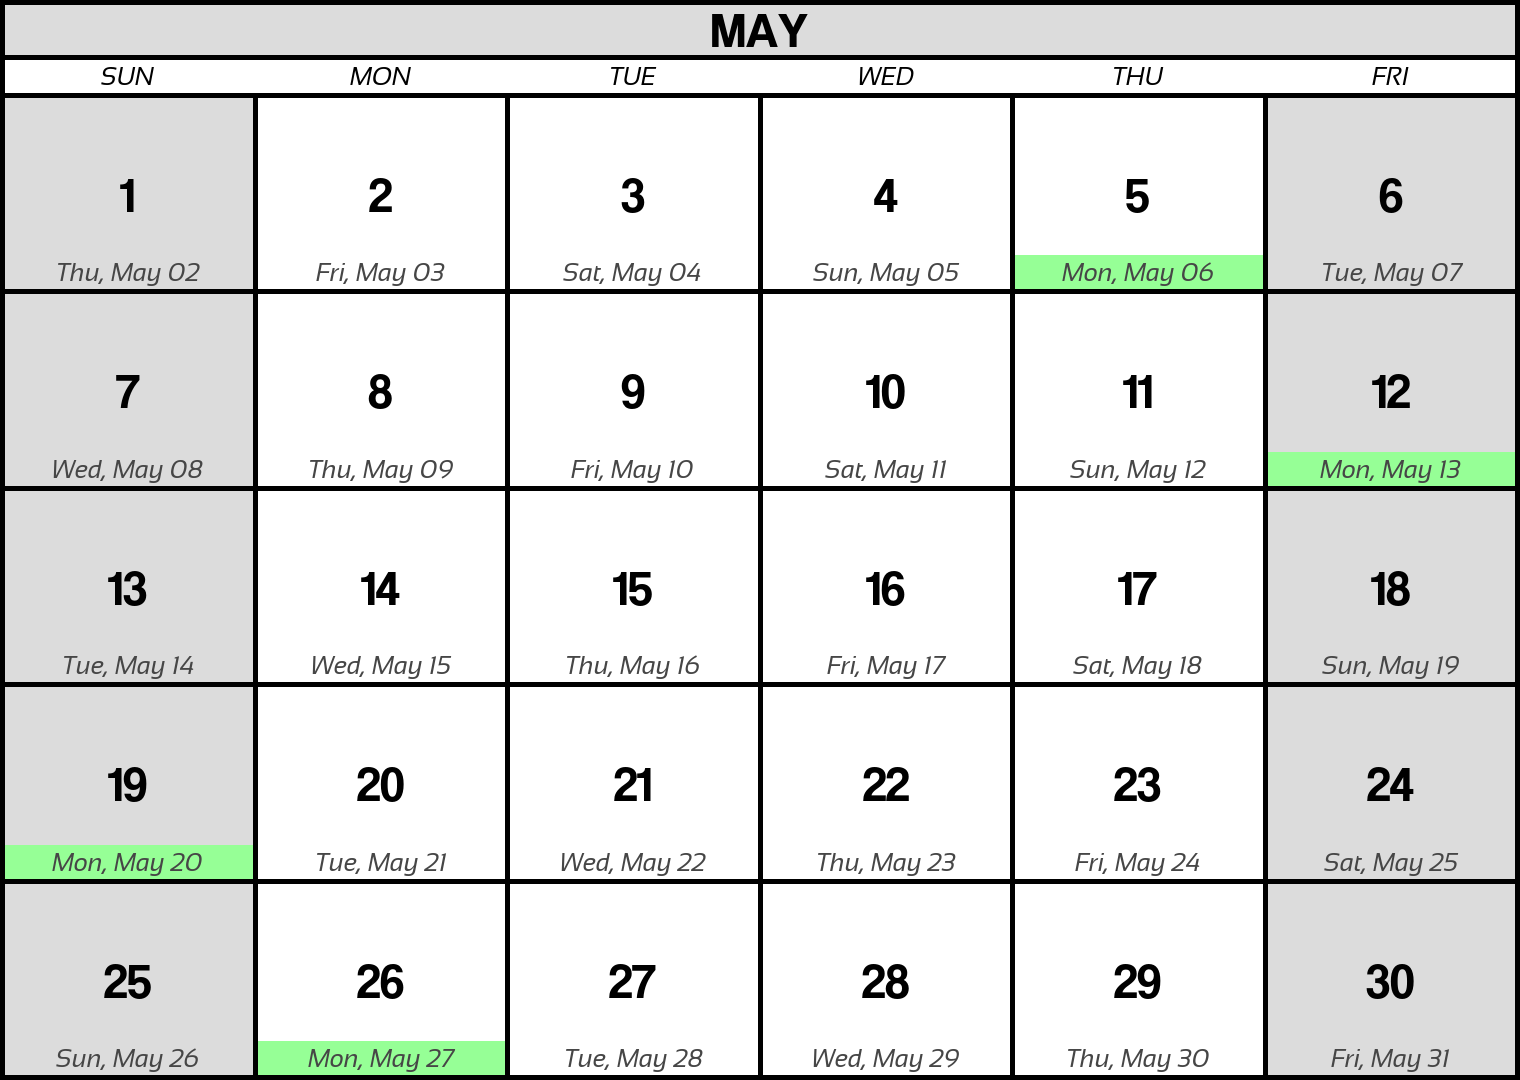 MAY
SUN MON TUE WED THU FRI
1 2 3 4 5 6
Thu, May 02 Fri, May 03 Sat, May 04 Sun, May 05 Mon, May 06 Tue, May 07
7 8 9 10 11 12
Wed, May 08 Thu, May 09 Fri, May 10 Sat, May 11 Sun, May 12 Mon, May 13
13 14 15 16 17 18
Tue, May 14 Wed, May 15 Thu, May 16 Fri, May 17 Sat, May 18 Sun, May 19
19 20 21 22 23 24
Mon, May 20 Tue, May 21 Wed, May 22 Thu, May 23 Fri, May 24 Sat, May 25
25 26 27 28 29 30
Sun, May 26 Mon, May 27 Tue, May 28 Wed, May 29 Thu, May 30 Fri, May 31